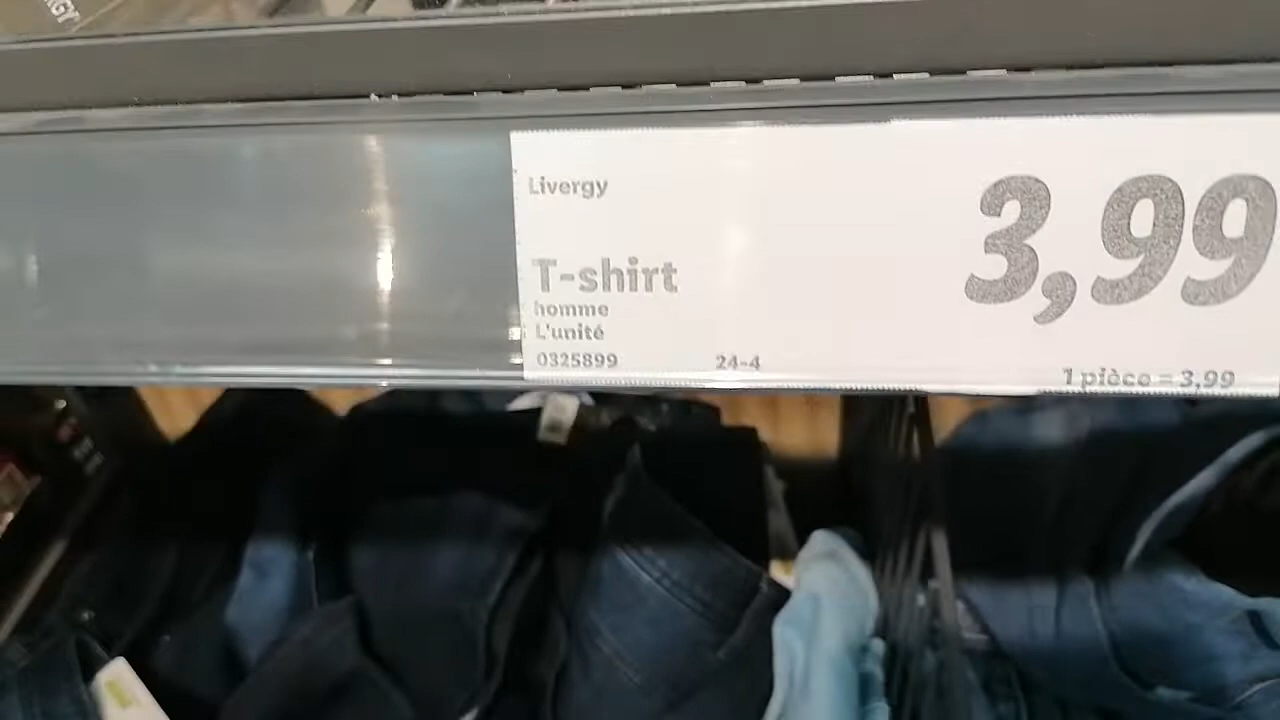 Livergy
3,99
T-shirt
homme
L'unité
0325899 24-4
1 pièce = 3,99